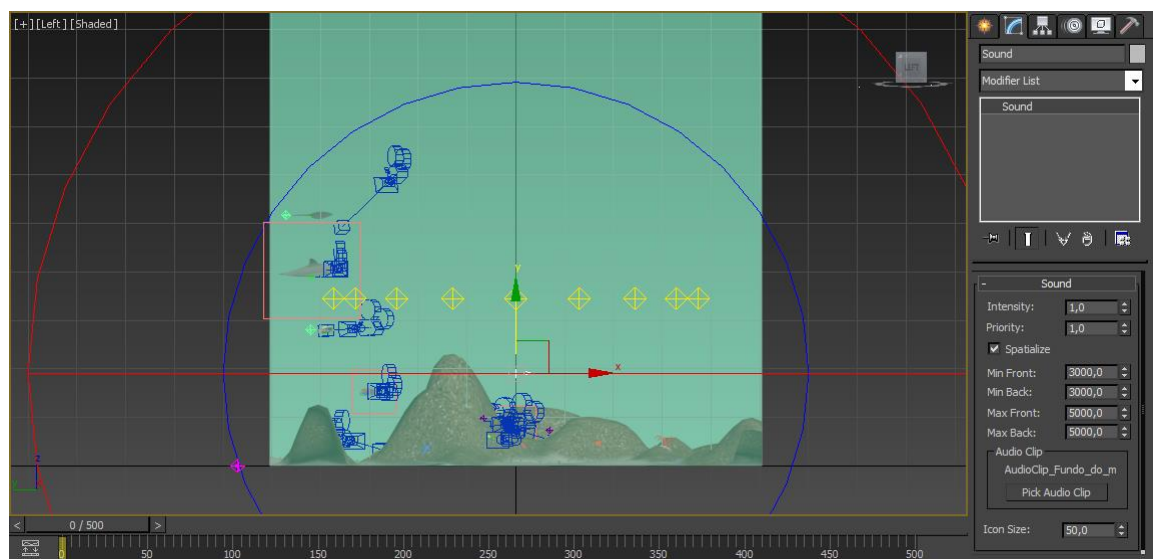 [+] [Left] [Shaded]
Sound
Modifier List
Sound
y
x
z
y
- Sound
Intensity: 1,0
Priority: 1,0
Spatialize
Min Front: 3000,0
Min Back: 3000,0
Max Front: 5000,0
Max Back: 5000,0
Audio Clip
AudioClip_Fundo_do_m
Pick Audio Clip
Icon Size: 50,0
< 0 / 500 >
0 50 100 150 200 250 300 350 400 450 500